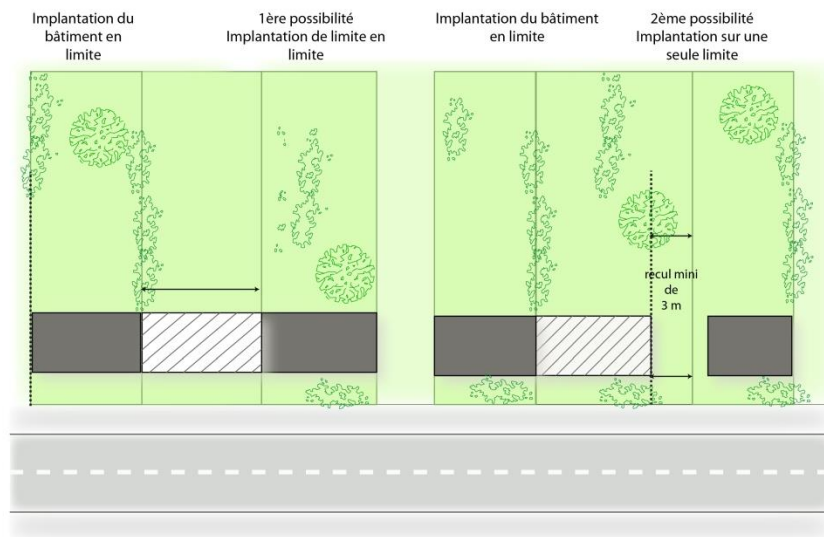 Implantation du
bâtiment en
limite
1ère possibilité
Implantation de limite en
limite
Implantation du bâtiment
en limite
2ème possibilité
Implantation sur une
seule limite
recul mini
de
3 m